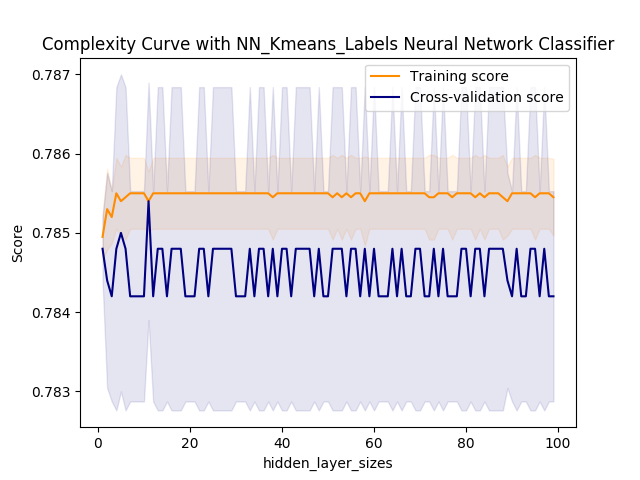 Complexity Curve with NN_Kmeans_Labels Neural Network Classifier
Training score
Cross-validation score
0.787
0.786
0.785
0.784
0.783
Score
0 20 40 60 80 100
hidden_layer_sizes